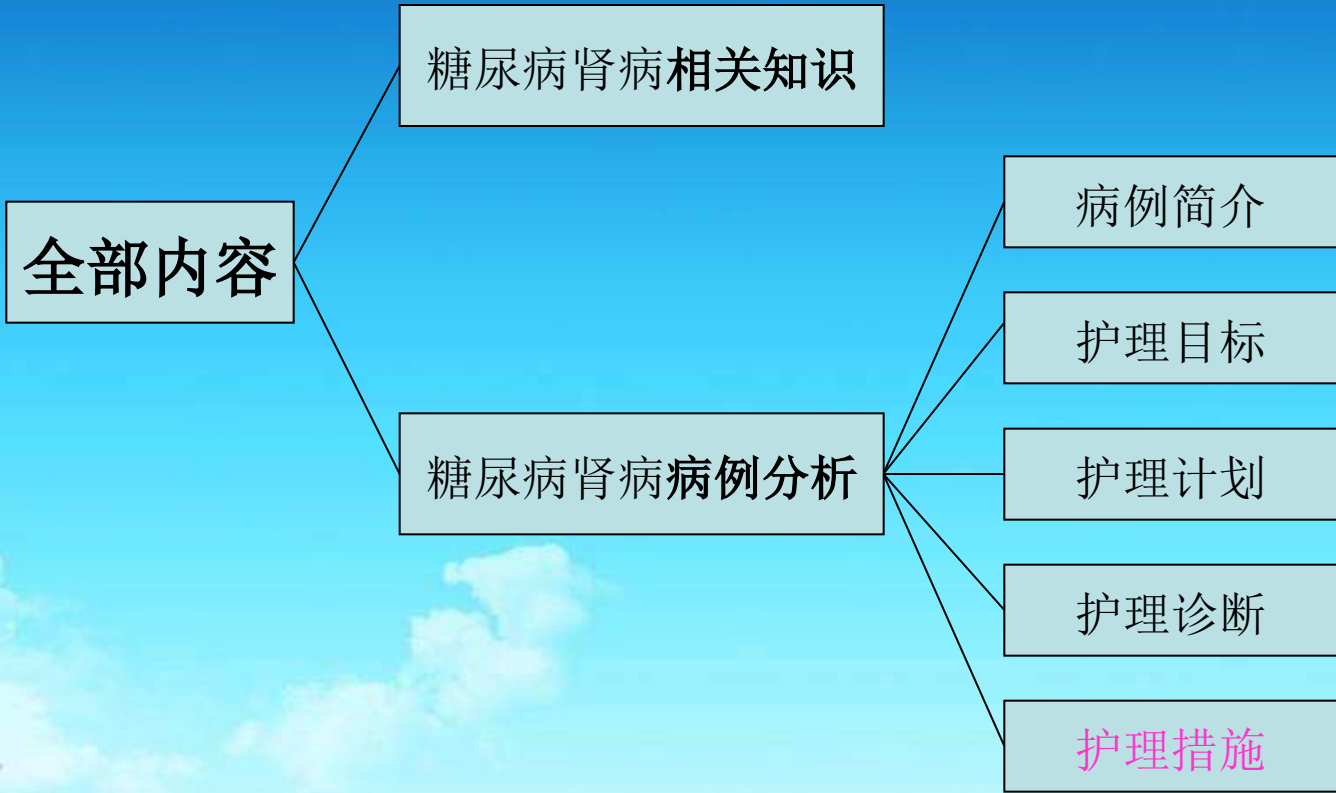 全部内容
糖尿病肾病相关知识
糖尿病肾病病例分析
病例简介
护理目标
护理计划
护理诊断
护理措施